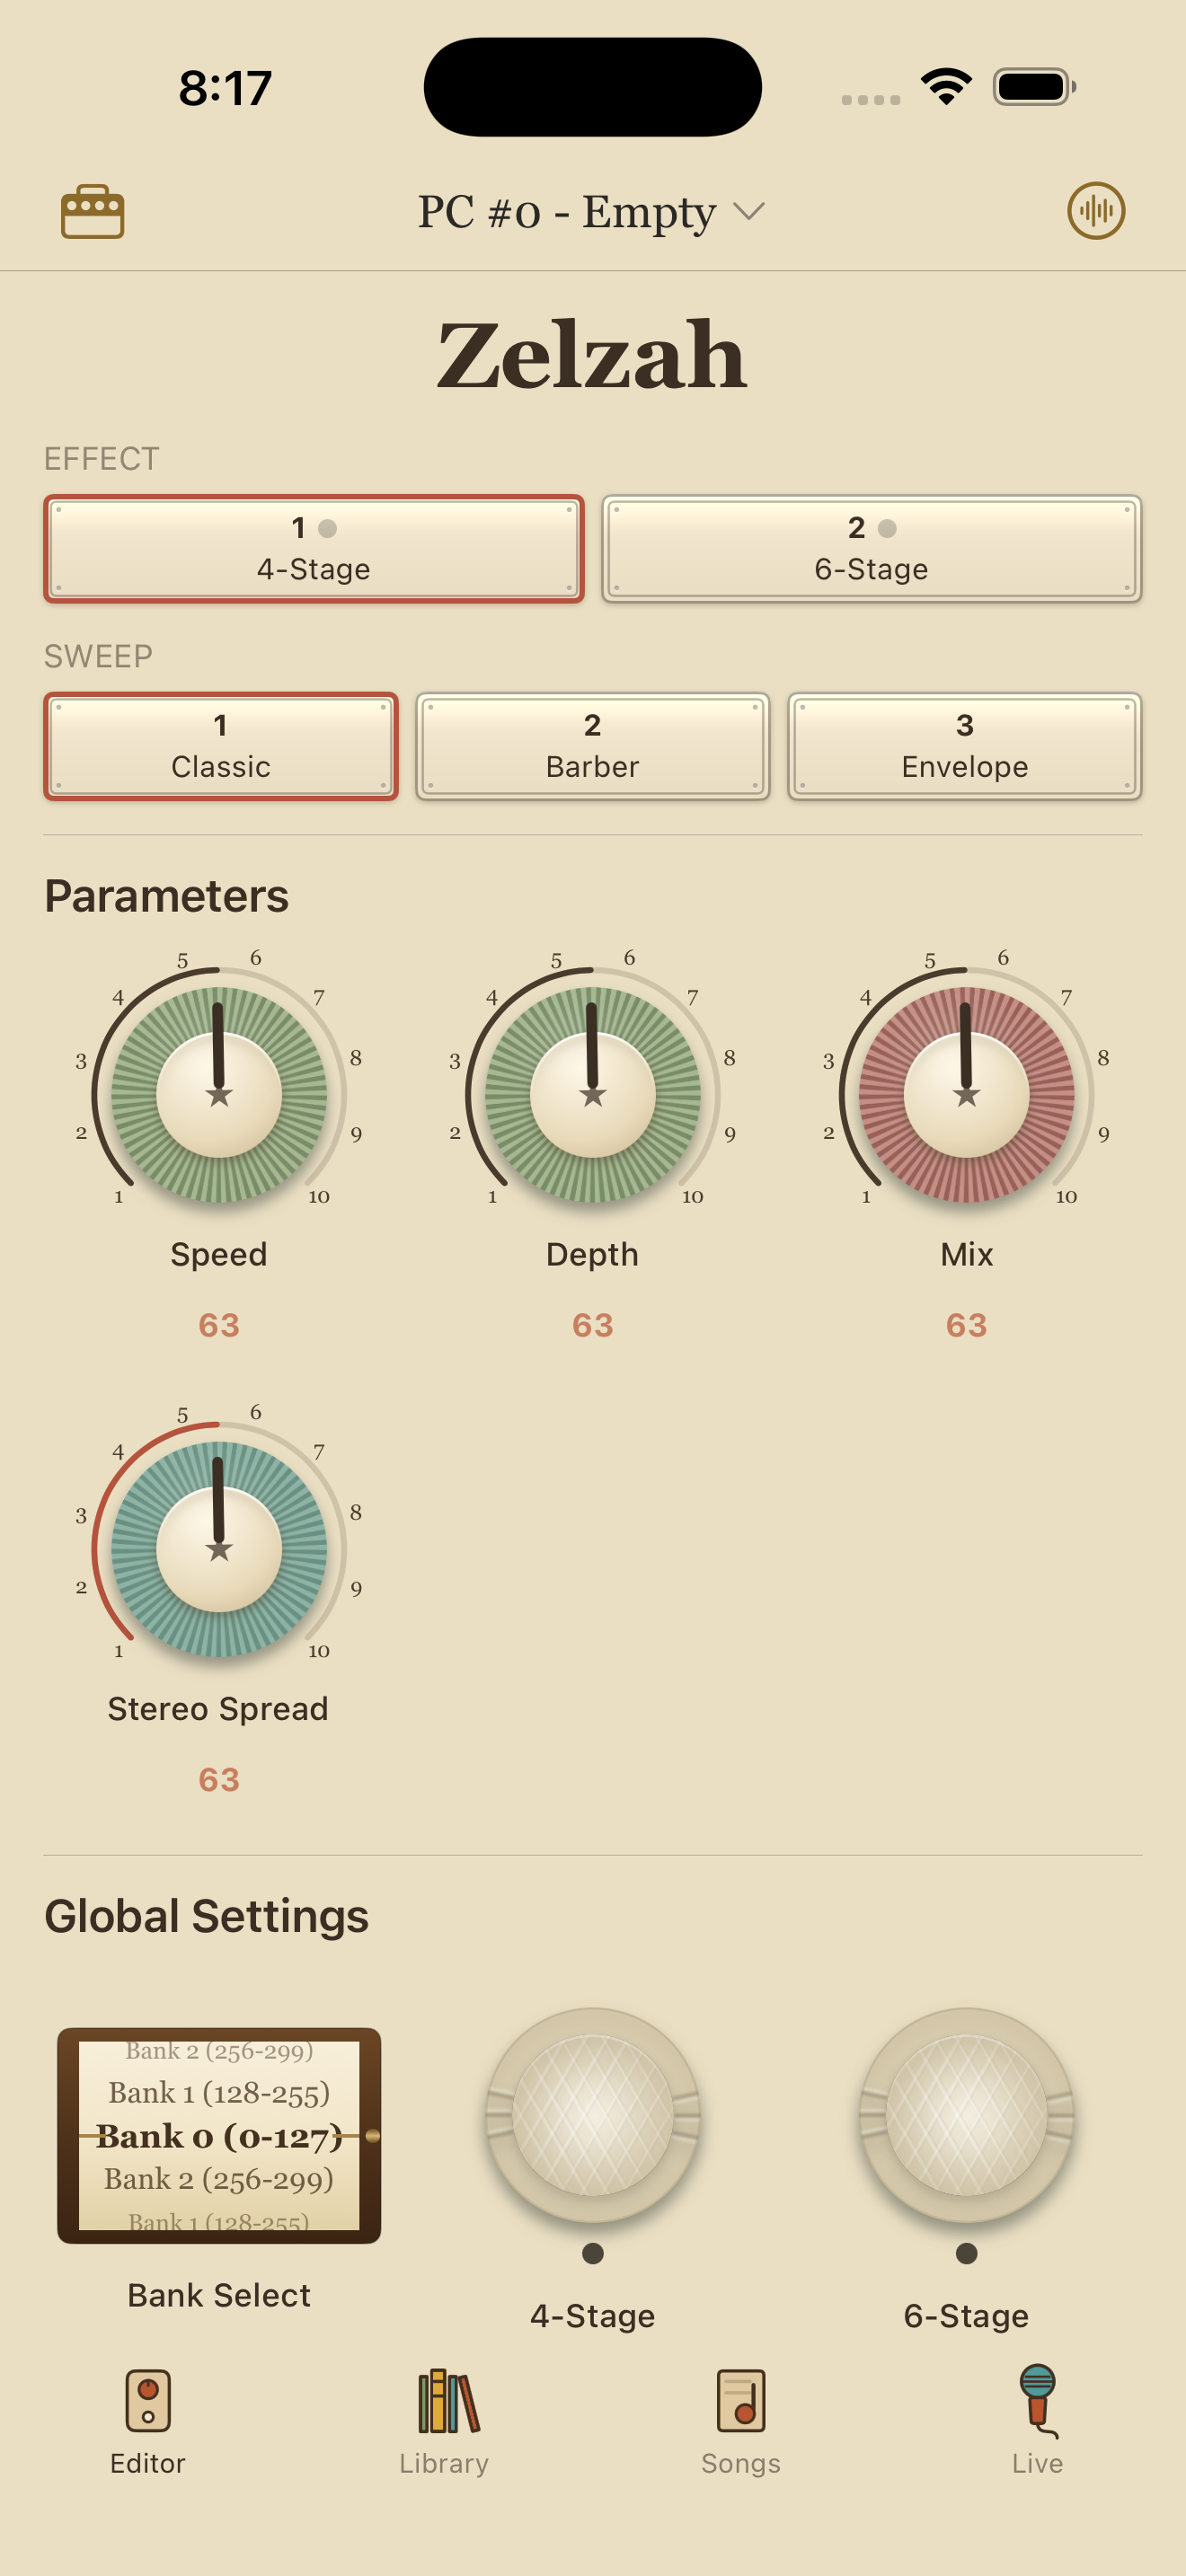 8:17
PC #0 - Empty
Zelzah
EFFECT
1
4-Stage
2
6-Stage
SWEEP
1
Classic
2
Barber
3
Envelope
Parameters
1 2 3 4 5 6 7 8 9 10
Speed
63
1 2 3 4 5 6 7 8 9 10
Depth
63
1 2 3 4 5 6 7 8 9 10
Mix
63
1 2 3 4 5 6 7 8 9 10
Stereo Spread
63
Global Settings
Bank 2 (256-299)
Bank 1 (128-255)
Bank 0 (0-127)
Bank 2 (256-299)
Bank 1 (128-255)
Bank Select
4-Stage
6-Stage
Editor
Library
Songs
Live